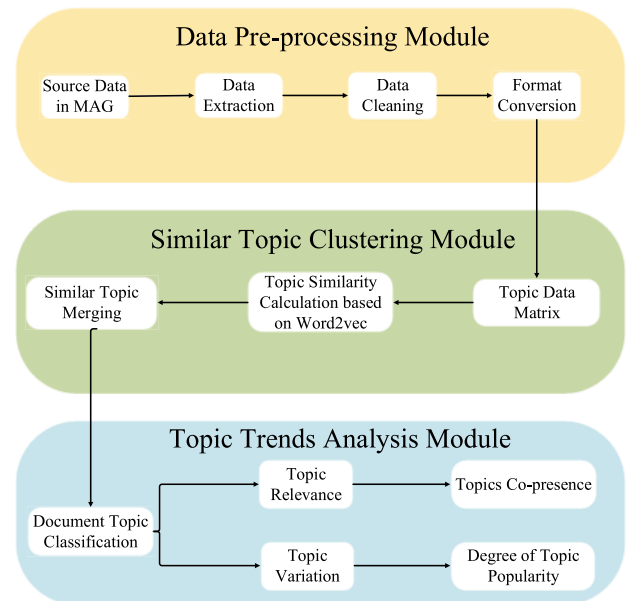 Data Pre-processing Module
Source Data
in MAG
Data
Extraction
Data
Cleaning
Format
Conversion
Similar Topic Clustering Module
Similar Topic
Merging
Topic Similarity
Calculation based
on Word2vec
Topic Data
Matrix
Topic Trends Analysis Module
Document Topic
Classification
Topic
Relevance
Topics Co-presence
Topic
Variation
Degree of Topic
Popularity